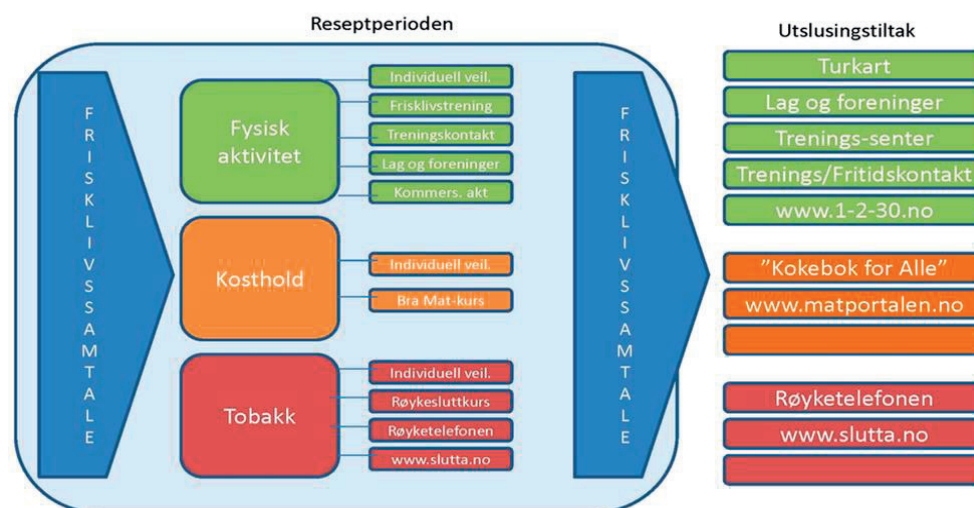 Reseptperioden
Utslusingstiltak
FRISKLIVSSAMTALE
Fysisk
aktivitet
Individuell veil.
Frisklivstrening
Treningskontakt
Lag og foreninger
Kommers. akt
Kosthold
Individuell veil.
Bra Mat-kurs
Tobakk
Individuell veil.
Røykesluttkurs
Røyketelefonen
www.slutta.no
FRISKLIVSSAMTALE
Turkart
Lag og foreninger
Trenings-senter
Trenings/Fritidskontakt
www.1-2-30.no
”Kokebok for Alle”
www.matportalen.no
Røyketelefonen
www.slutta.no